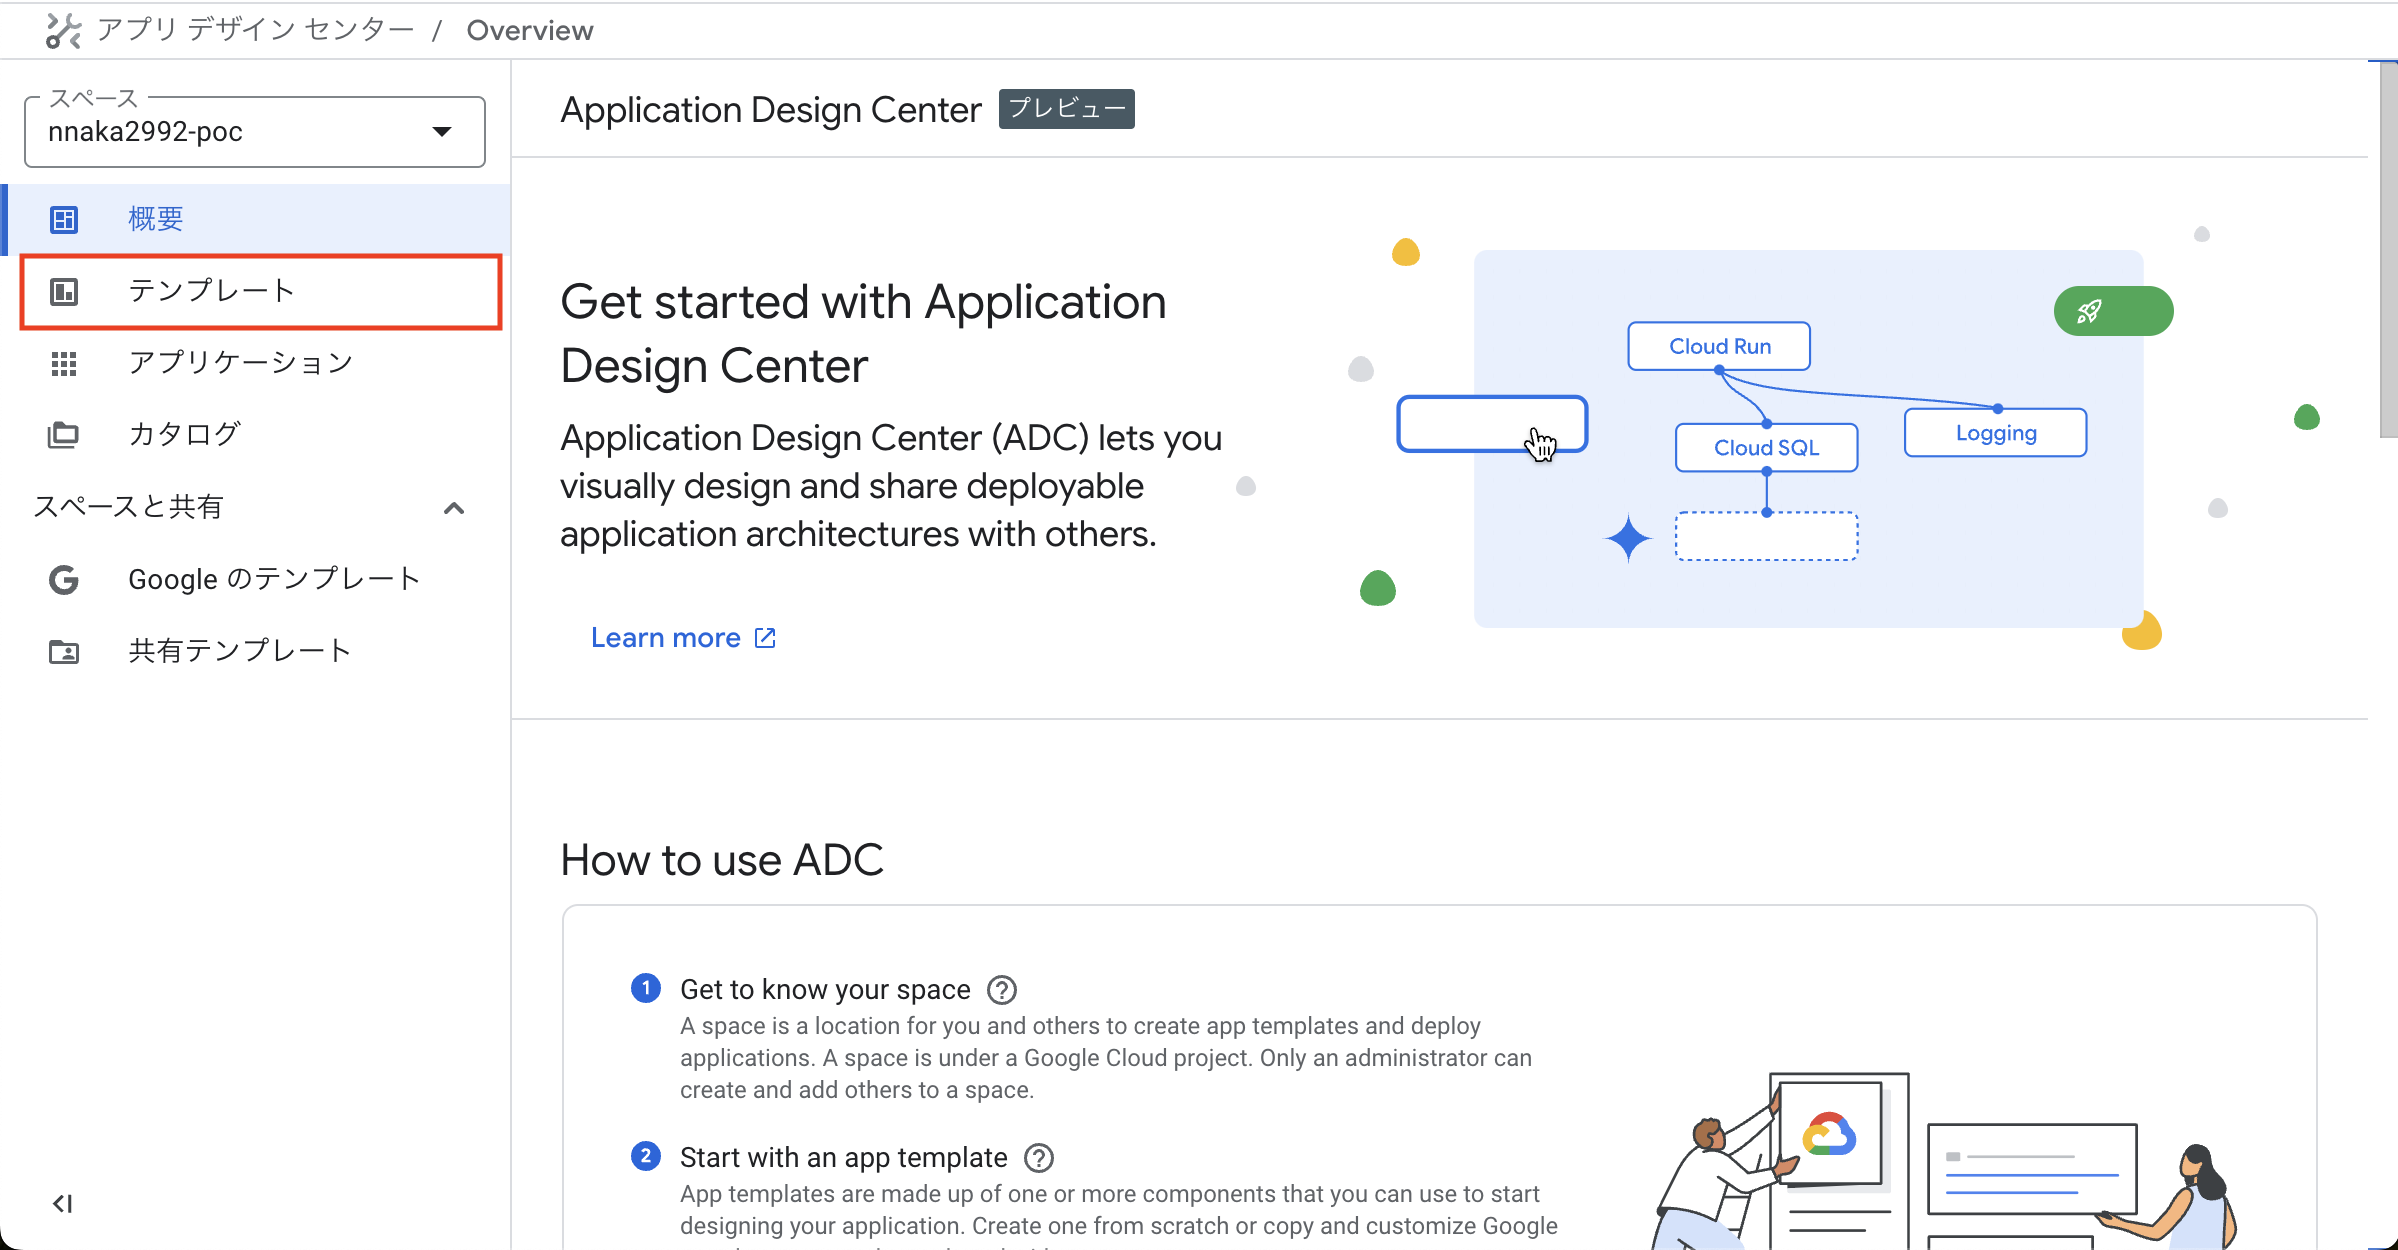 アプリ デザイン センター / Overview
スペース
nnaka2992-poc
概要
テンプレート
アプリケーション
カタログ
スペースと共有
Google のテンプレート
共有テンプレート
Application Design Center プレビュー
Get started with Application
Design Center
Application Design Center (ADC) lets you
visually design and share deployable
application architectures with others.
Learn more
Cloud Run
Cloud SQL
Logging
How to use ADC
1 Get to know your space
A space is a location for you and others to create app templates and deploy
applications. A space is under a Google Cloud project. Only an administrator can
create and add others to a space.
2 Start with an app template
App templates are made up of one or more components that you can use to start
designing your application. Create one from scratch or copy and customize Google